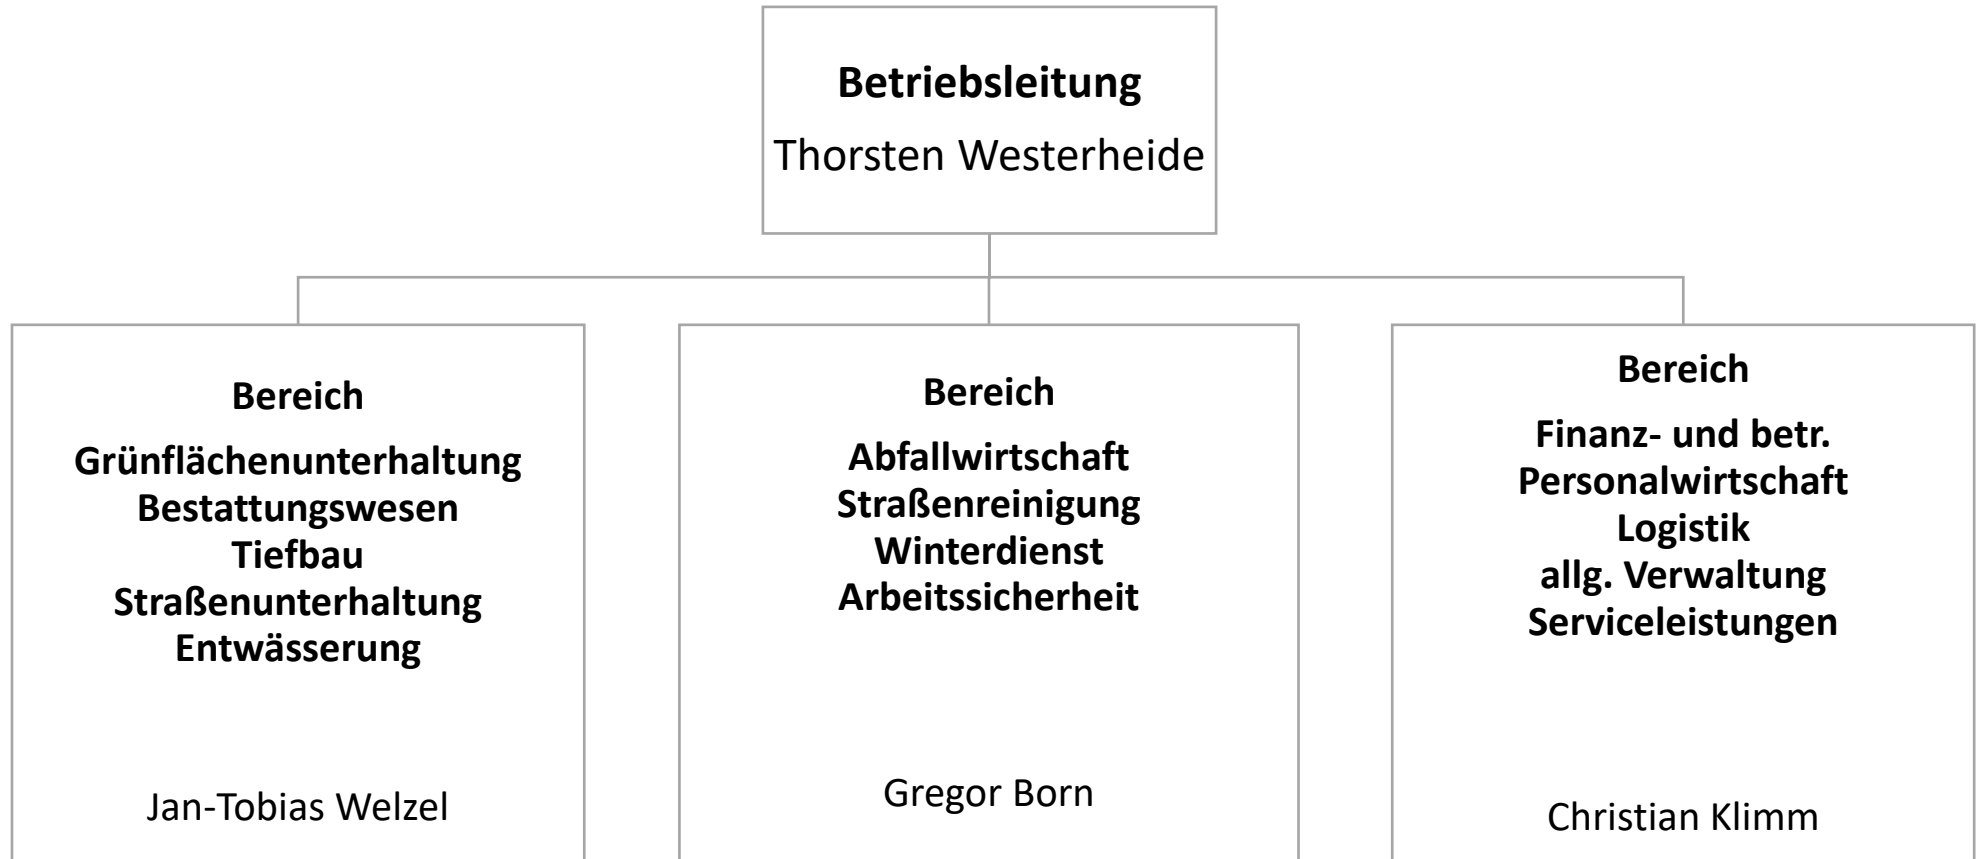 Betriebsleitung
Thorsten Westerheide
Bereich
Grünflächenunterhaltung
Bestattungswesen
Tiefbau
Straßenunterhaltung
Entwässerung
Jan-Tobias Welzel
Bereich
Abfallwirtschaft
Straßenreinigung
Winterdienst
Arbeitssicherheit
Gregor Born
Bereich
Finanz- und betr.
Personalwirtschaft
Logistik
allg. Verwaltung
Serviceleistungen
Christian Klimm